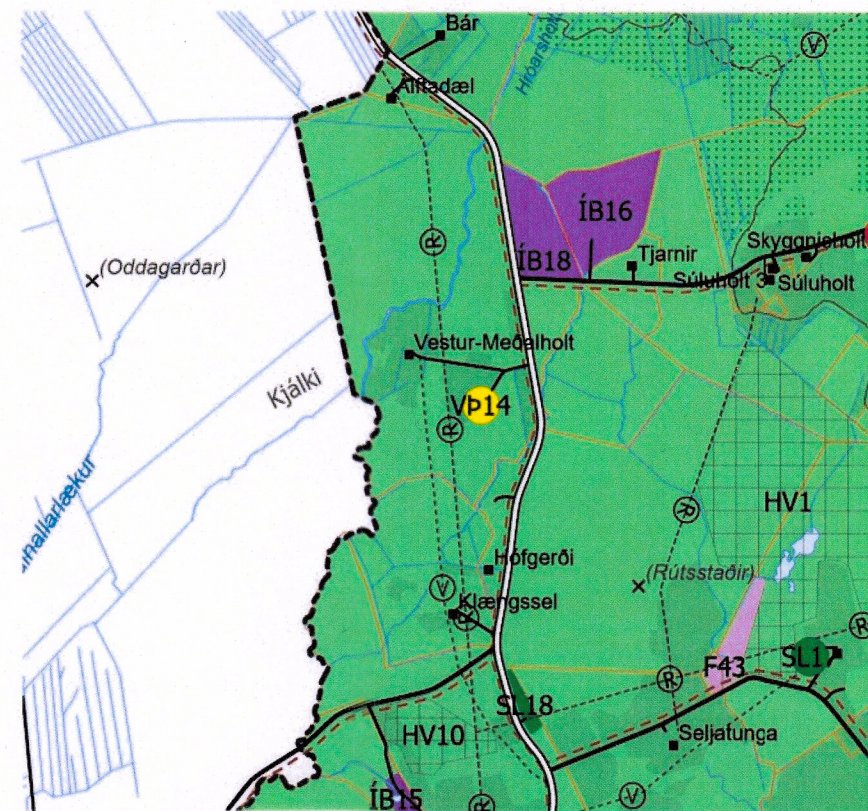 Bár
V
Hróarsholt
Álftadæl
ÍB16
R
(Oddagarðar)
ÍB18
Tjarnir
Skyggnisholt
Súluholt 3
Súluholt
Vestur-Meðalholt
Kjálki
VÞ14
R
HV1
R
Hófgerði
(Rútsstaðir)
V
Klængssel
R
R
F43
SL17
R
SL18
HV10
Seljatunga
ÍB15
R
V